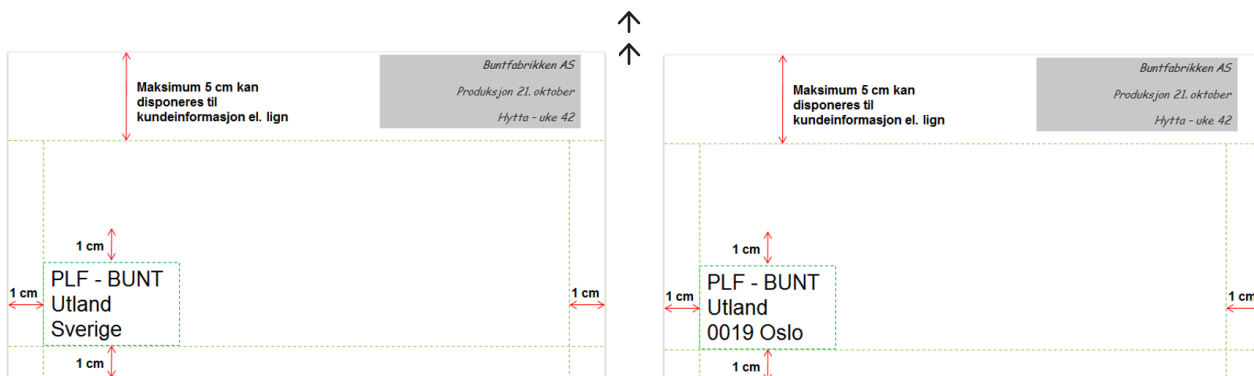 Maksimum 5 cm kan
disponeres til
kundeinformasjon el. lign
Buntfabrikken AS
Produksjon 21. oktober
Hytta – uke 42
1 cm
PLF - BUNT
Utland
Sverige
1 cm
1 cm
1 cm
Maksimum 5 cm kan
disponeres til
kundeinformasjon el. lign
Buntfabrikken AS
Produksjon 21. oktober
Hytta – uke 42
1 cm
PLF - BUNT
Utland
0019 Oslo
1 cm
1 cm
1 cm